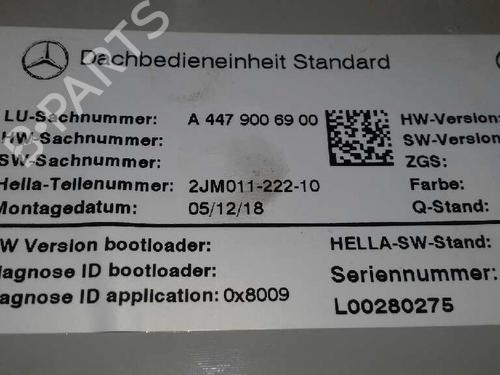 Dachbedieneinheit Standard
LU-Sachnummer: A 447 900 69 00 HW-Version:
HW-Sachnummer: SW-Version
SW-Sachnummer: ZGS:
Hella-Teilenummer: 2JM011-222-10 Farbe:
Montagedatum: 05/12/18 Q-Stand:
W Version bootloader: HELLA-SW-Stand:
iagnose ID bootloader: Seriennummer:
iagnose ID application: 0x8009 L00280275
B-PARTS